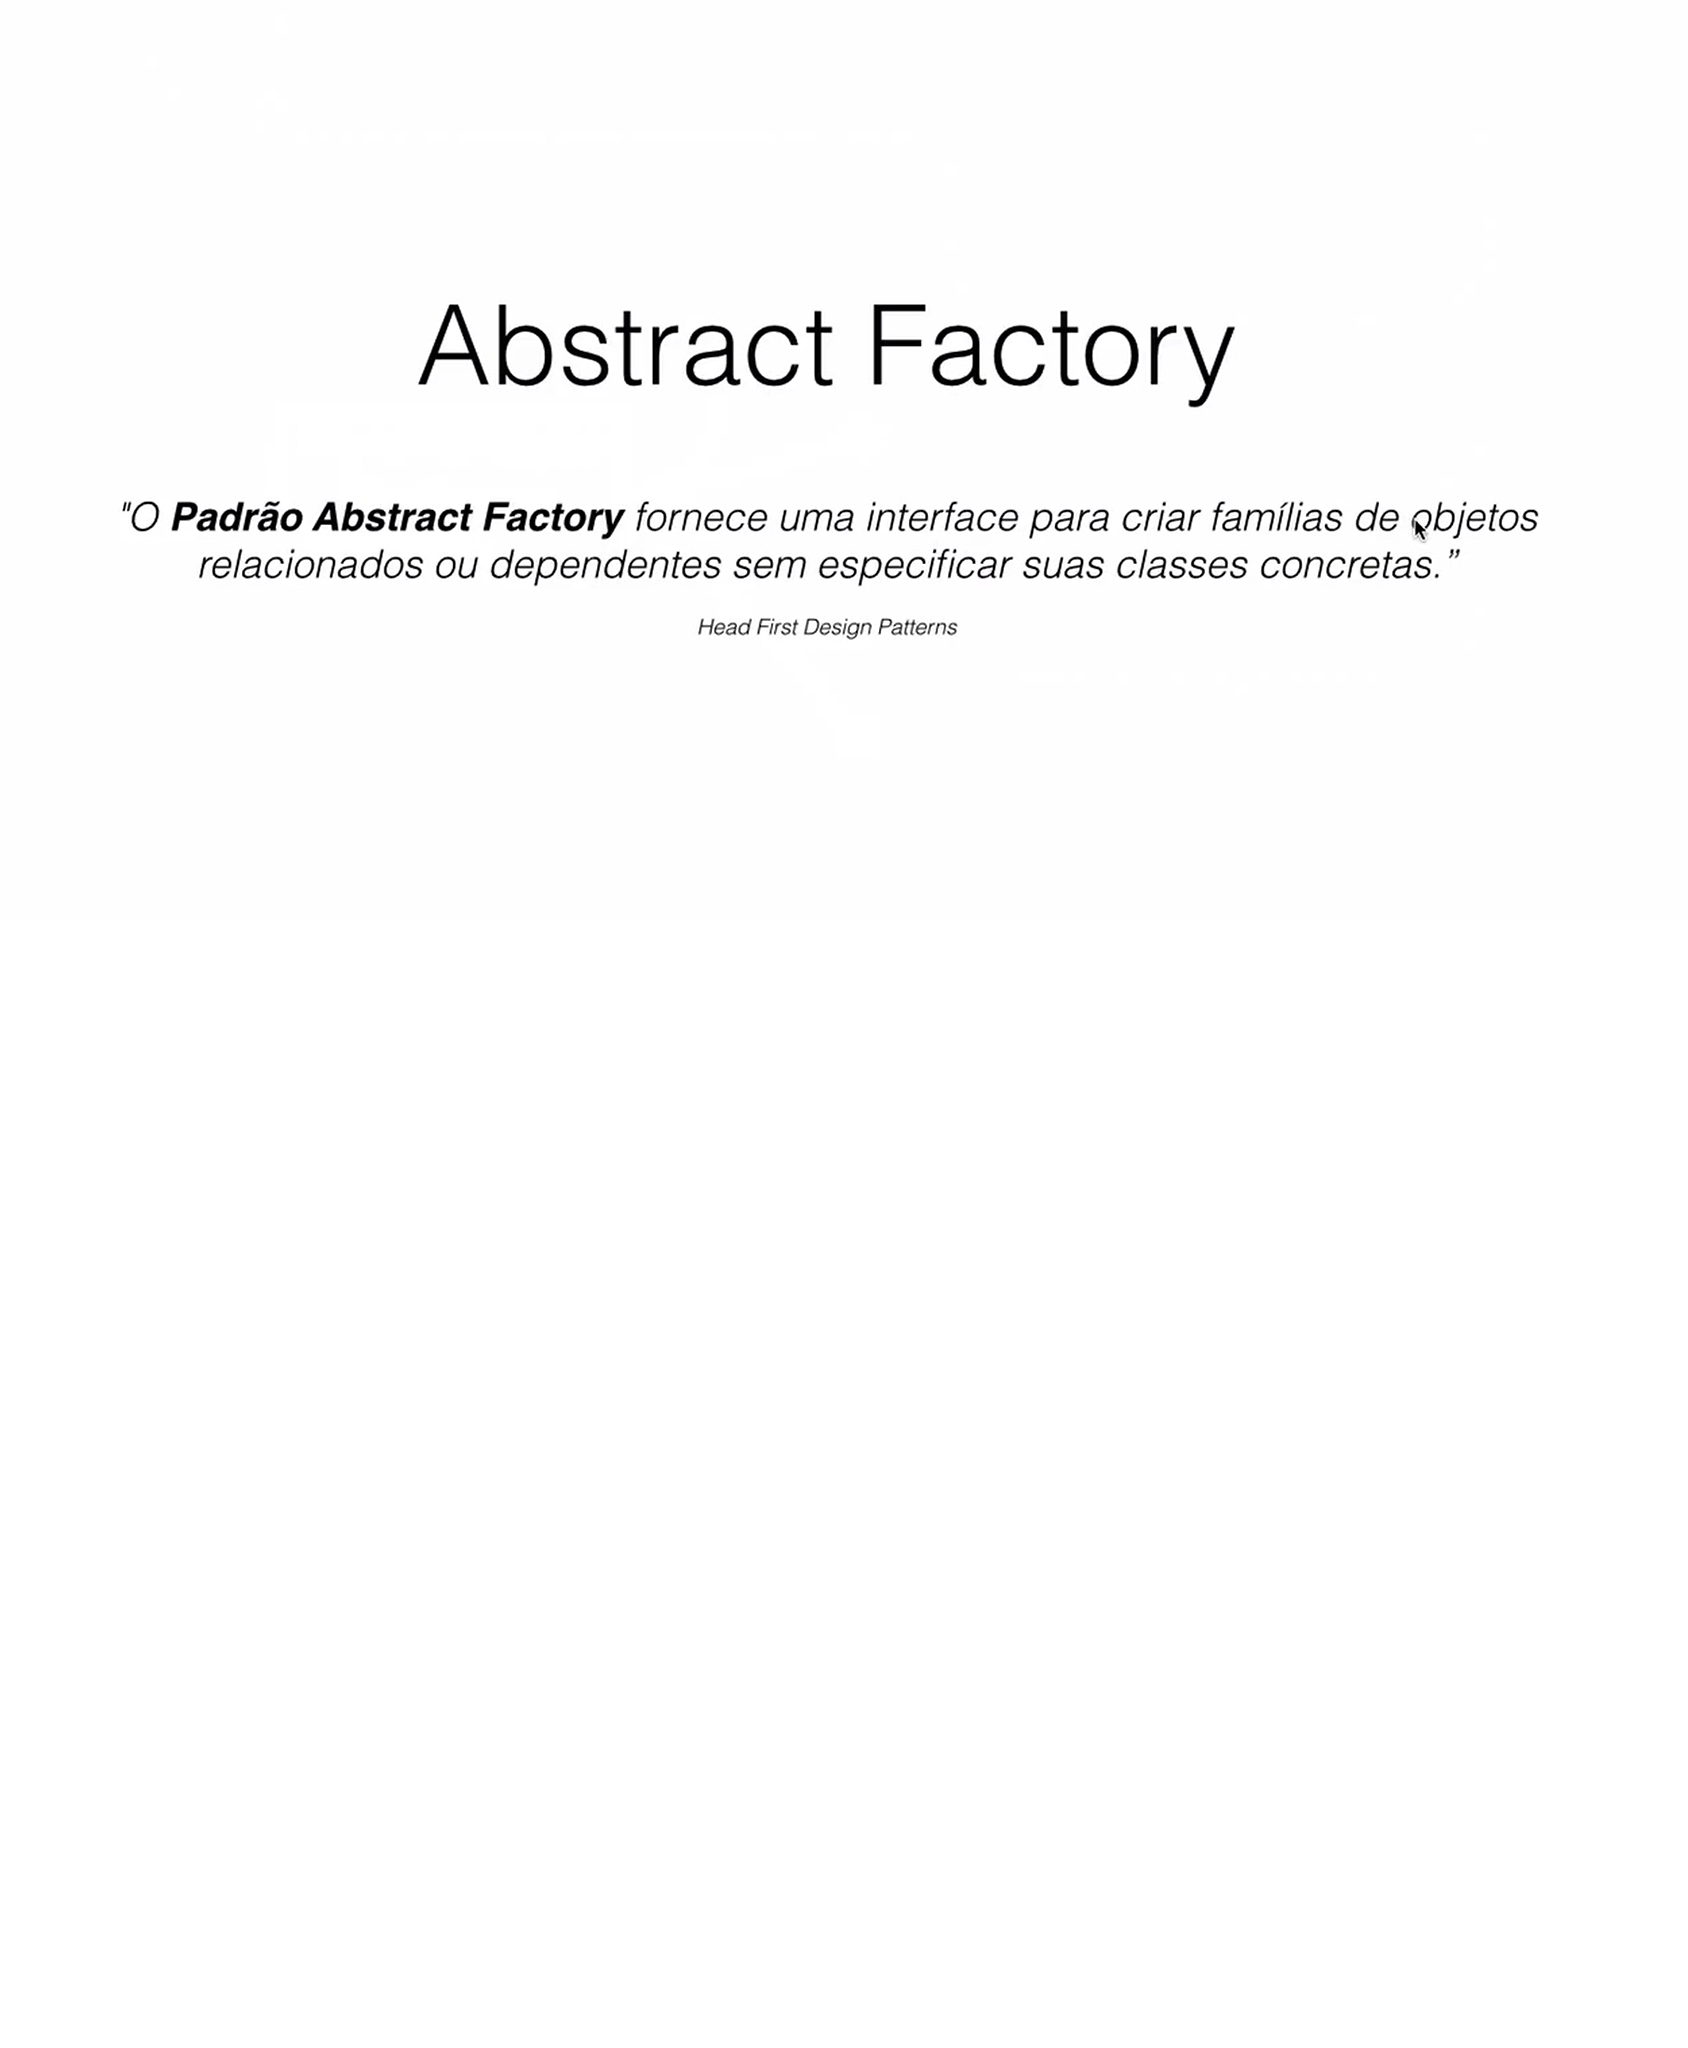 Abstract Factory
"O Padrão Abstract Factory fornece uma interface para criar famílias de objetos
relacionados ou dependentes sem especificar suas classes concretas.”
Head First Design Patterns